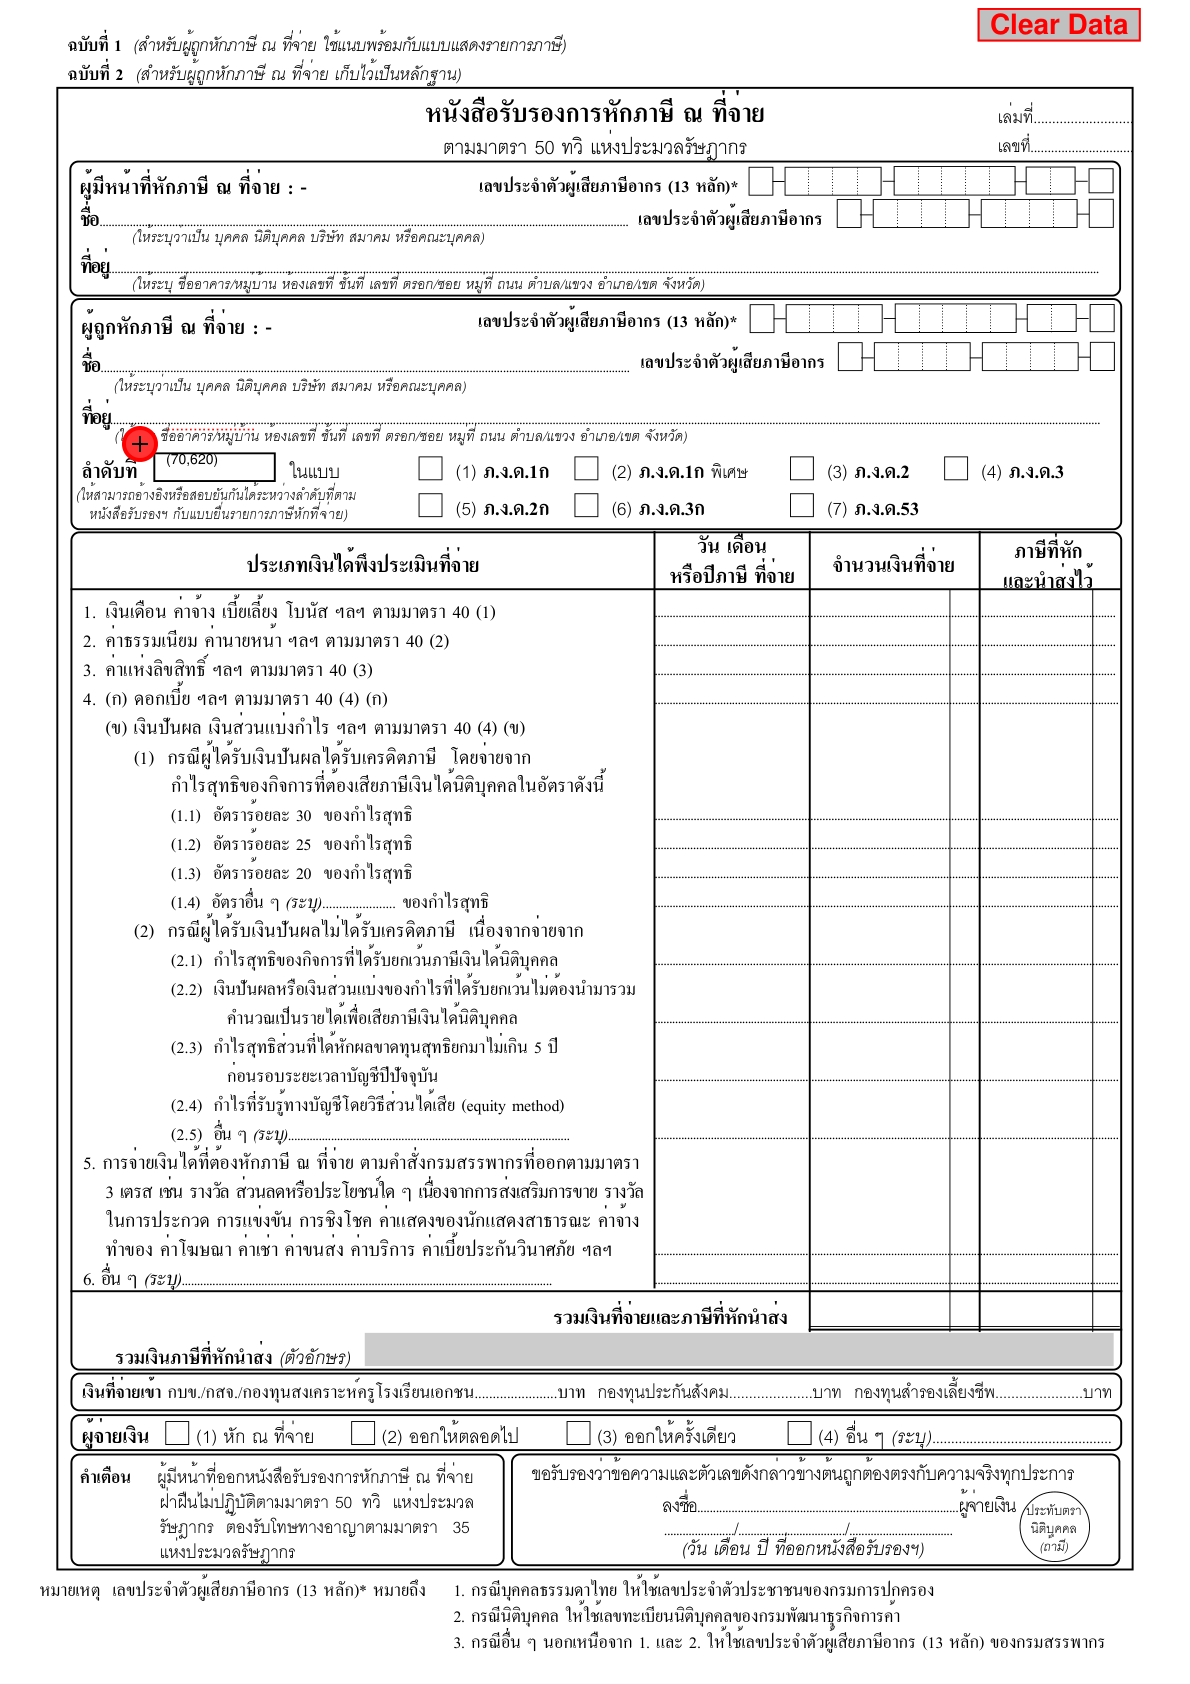 Clear Data
ฉบับที่ 1 (สำหรับผู้ถูกหักภาษี ณ ที่จ่าย ใช้แนบพร้อมกับแบบแสดงรายการภาษี)
ฉบับที่ 2 (สำหรับผู้ถูกหักภาษี ณ ที่จ่าย เก็บไว้เป็นหลักฐาน)
หนังสือรับรองการหักภาษี ณ ที่จ่าย
เล่มที่..........................
ตามมาตรา 50 ทวิ แห่งประมวลรัษฎากร
เลขที่............................
ผู้มีหน้าที่หักภาษี ณ ที่จ่าย : -
เลขประจำตัวผู้เสียภาษีอากร (13 หลัก)*
ชื่อ............................................................
เลขประจำตัวผู้เสียภาษีอากร
(ให้ระบุว่าเป็น บุคคล นิติบุคคล บริษัท สมาคม หรือคณะบุคคล)
ที่อยู่............................................................
(ให้ระบุ ชื่ออาคาร/หมู่บ้าน ห้องเลขที่ ชั้นที่ เลขที่ ตรอก/ซอย หมู่ที่ ถนน ตำบล/แขวง อำเภอ/เขต จังหวัด)
ผู้ถูกหักภาษี ณ ที่จ่าย : -
เลขประจำตัวผู้เสียภาษีอากร (13 หลัก)*
ชื่อ............................................................
เลขประจำตัวผู้เสียภาษีอากร
(ให้ระบุว่าเป็น บุคคล นิติบุคคล บริษัท สมาคม หรือคณะบุคคล)
ที่อยู่............................................................
ชื่ออาคาร/หมู่บ้าน ห้องเลขที่ ชั้นที่ เลขที่ ตรอก/ซอย หมู่ที่ ถนน ตำบล/แขวง อำเภอ/เขต จังหวัด)
ลำดับที่ (70,620) ในแบบ
(1) ภ.ง.ด.1ก (2) ภ.ง.ด.1ก พิเศษ (3) ภ.ง.ด.2 (4) ภ.ง.ด.3
(ให้สามารถอ้างอิงหรือสอบยันกันได้ระหว่างลำดับที่ตาม
หนังสือรับรองฯ กับแบบยื่นรายการภาษีหักที่จ่าย)
(5) ภ.ง.ด.2ก (6) ภ.ง.ด.3ก (7) ภ.ง.ด.53
ประเภทเงินได้พึงประเมินที่จ่าย
วัน เดือน
หรือปีภาษี ที่จ่าย
จำนวนเงินที่จ่าย
ภาษีที่หัก
และนำส่งไว้
1. เงินเดือน ค่าจ้าง เบี้ยเลี้ยง โบนัส ฯลฯ ตามมาตรา 40 (1)
2. ค่าธรรมเนียม ค่านายหน้า ฯลฯ ตามมาตรา 40 (2)
3. ค่าแห่งลิขสิทธิ์ ฯลฯ ตามมาตรา 40 (3)
4. (ก) ดอกเบี้ย ฯลฯ ตามมาตรา 40 (4) (ก)
(ข) เงินปันผล เงินส่วนแบ่งกำไร ฯลฯ ตามมาตรา 40 (4) (ข)
(1) กรณีผู้ได้รับเงินปันผลได้รับเครดิตภาษี โดยจ่ายจาก
กำไรสุทธิของกิจการที่ต้องเสียภาษีเงินได้นิติบุคคลในอัตราดังนี้
(1.1) อัตราร้อยละ 30 ของกำไรสุทธิ
(1.2) อัตราร้อยละ 25 ของกำไรสุทธิ
(1.3) อัตราร้อยละ 20 ของกำไรสุทธิ
(1.4) อัตราอื่น ๆ (ระบุ)...................... ของกำไรสุทธิ
(2) กรณีผู้ได้รับเงินปันผลไม่ได้รับเครดิตภาษี เนื่องจากจ่ายจาก
(2.1) กำไรสุทธิของกิจการที่ได้รับยกเว้นภาษีเงินได้นิติบุคคล
(2.2) เงินปันผลหรือเงินส่วนแบ่งของกำไรที่ได้รับยกเว้นไม่ต้องนำมารวม
คำนวณเป็นรายได้เพื่อเสียภาษีเงินได้นิติบุคคล
(2.3) กำไรสุทธิส่วนที่ได้หักผลขาดทุนสุทธิยกมาไม่เกิน 5 ปี
ก่อนรอบระยะเวลาบัญชีปีปัจจุบัน
(2.4) กำไรที่รับรู้ทางบัญชีโดยวิธีส่วนได้เสีย (equity method)
(2.5) อื่น ๆ (ระบุ)............................................................
5. การจ่ายเงินได้ที่ต้องหักภาษี ณ ที่จ่าย ตามคำสั่งกรมสรรพากรที่ออกตามมาตรา
3 เตรส เช่น รางวัล ส่วนลดหรือประโยชน์ใด ๆ เนื่องจากการส่งเสริมการขาย รางวัล
ในการประกวด การแข่งขัน การชิงโชค ค่าแสดงของนักแสดงสาธารณะ ค่าจ้าง
ทำของ ค่าโฆษณา ค่าเช่า ค่าขนส่ง ค่าบริการ ค่าเบี้ยประกันวินาศภัย ฯลฯ
6. อื่น ๆ (ระบุ)............................................................
รวมเงินที่จ่ายและภาษีที่หักนำส่ง
รวมเงินภาษีที่หักนำส่ง (ตัวอักษร)
เงินที่จ่ายเข้า กบข./กสจ./กองทุนสงเคราะห์ครูโรงเรียนเอกชน......................บาท กองทุนประกันสังคม......................บาท กองทุนสำรองเลี้ยงชีพ.......................บาท
ผู้จ่ายเงิน (1) หัก ณ ที่จ่าย (2) ออกให้ตลอดไป (3) ออกให้ครั้งเดียว (4) อื่น ๆ (ระบุ)..............................................
คำเตือน ผู้มีหน้าที่ออกหนังสือรับรองการหักภาษี ณ ที่จ่าย
ฝ่าฝืนไม่ปฏิบัติตามมาตรา 50 ทวิ แห่งประมวล
รัษฎากร ต้องรับโทษทางอาญาตามมาตรา 35
แห่งประมวลรัษฎากร
ขอรับรองว่าข้อความและตัวเลขดังกล่าวข้างต้นถูกต้องตรงกับความจริงทุกประการ
ลงชื่อ............................................................ผู้จ่ายเงิน
..................../............................/...........................
(วัน เดือน ปี ที่ออกหนังสือรับรองฯ)
ประทับตรา
นิติบุคคล
(ถ้ามี)
หมายเหตุ เลขประจำตัวผู้เสียภาษีอากร (13 หลัก)* หมายถึง
1. กรณีบุคคลธรรมดาไทย ให้ใช้เลขประจำตัวประชาชนของกรมการปกครอง
2. กรณีนิติบุคคล ให้ใช้เลขทะเบียนนิติบุคคลของกรมพัฒนาธุรกิจการค้า
3. กรณีอื่น ๆ นอกเหนือจาก 1. และ 2. ให้ใช้เลขประจำตัวผู้เสียภาษีอากร (13 หลัก) ของกรมสรรพากร